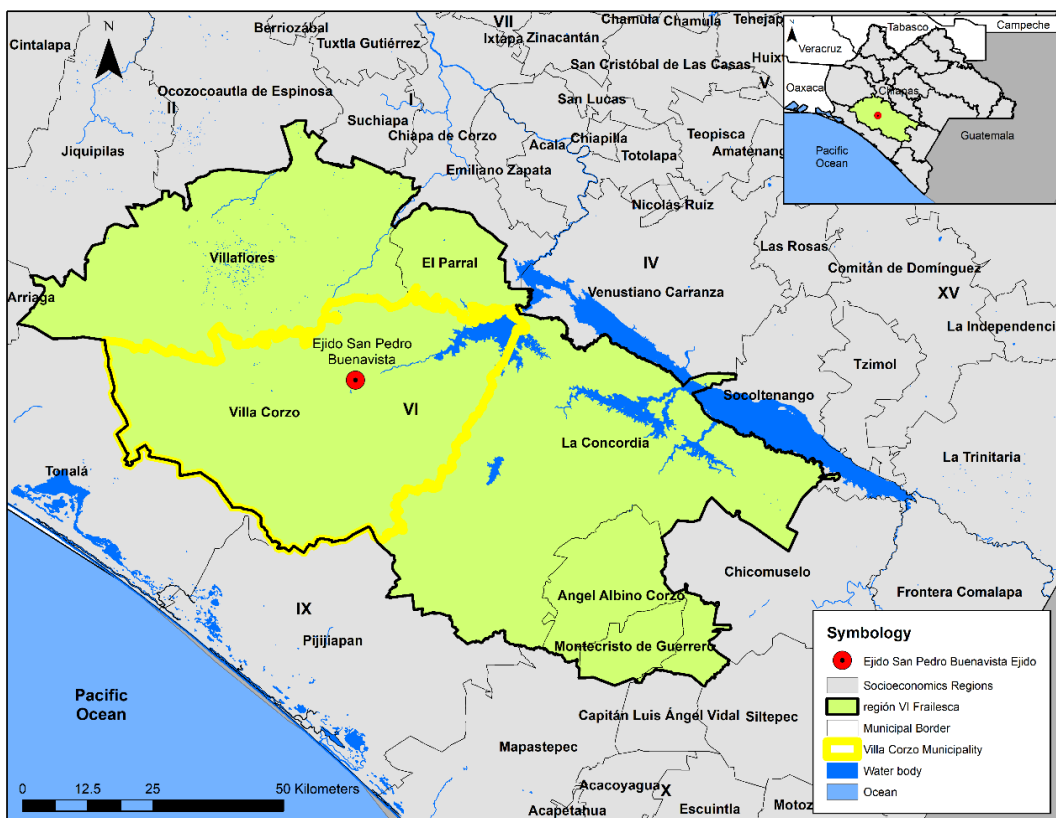 VII
Chamula
Chamula
Tenejap
Cintalapa
N
Berriozábal
Tuxtla Gutiérrez
Ixtapa
Zinacantán
San Cristóbal de Las Casas
Huixt
V
Ocozocoautla de Espinosa
II
I
San Lucas
Suchiapa
Chiapa de Corzo
Jiquipilas
Acala
Chiapilla
Teopisca
Totolapa
Amatenang
Emiliano Zapata
Nicolás Ruíz
Villaflores
El Parral
IV
Las Rosas
Comitán de Domínguez
Arriaga
Venustiano Carranza
XV
La Independenci
Ejido San Pedro
Buenavista
Tzimol
Villa Corzo
VI
Socoltenango
La Concordia
La Trinitaria
Tonalá
Chicomuselo
Angel Albino Corzo
Frontera Comalapa
IX
Pijijiapan
Montecristo de Guerrero
Pacific
Ocean
Capitán Luis Ángel Vidal
Siltepec
Mapastepec
Acacoyagua
X
Acapetahua
Escuintla
Motoz
0
12.5
25
50 Kilometers
N
Tabasco
Campeche
Veracruz
Oaxaca
Chiapas
Guatemala
Pacific
Ocean
Symbology
Ejido San Pedro Buenavista Ejido
Socioeconomics Regions
región VI Frailesca
Municipal Border
Villa Corzo Municipality
Water body
Ocean